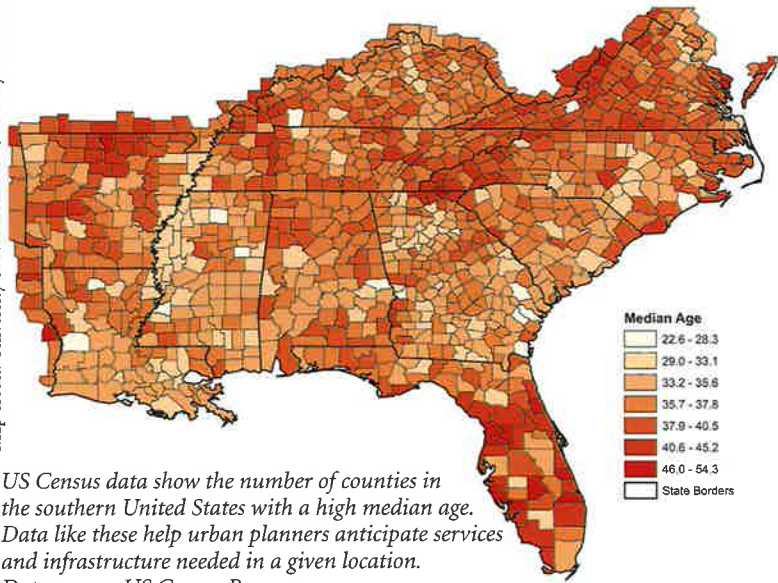 Median Age
22.6 - 28.3
29.0 - 33.1
33.2 - 35.6
35.7 - 37.8
37.9 - 40.5
40.6 - 45.2
46.0 - 54.3
State Borders
US Census data show the number of counties in
the southern United States with a high median age.
Data like these help urban planners anticipate services
and infrastructure needed in a given location.